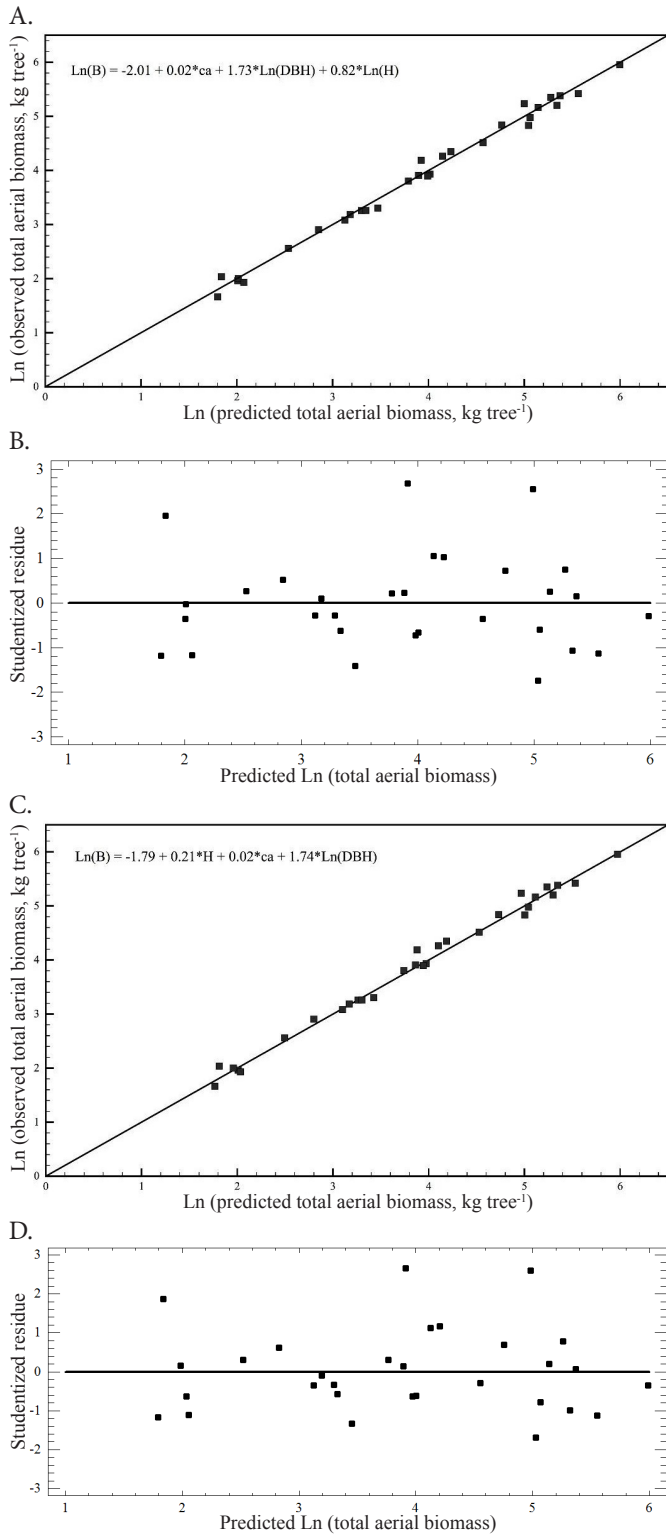 A.
6
5
4
3
2
1
0
Ln (observed total aerial biomass, kg tree⁻¹)
Ln(B) = -2.01 + 0.02*ca + 1.73*Ln(DBH) + 0.82*Ln(H)
0 1 2 3 4 5 6
Ln (predicted total aerial biomass, kg tree⁻¹)
B.
3
2
1
0
-1
-2
-3
Studentized residue
1 2 3 4 5 6
Predicted Ln (total aerial biomass)
C.
6
5
4
3
2
1
0
Ln (observed total aerial biomass, kg tree⁻¹)
Ln(B) = -1.79 + 0.21*H + 0.02*ca + 1.74*Ln(DBH)
0 1 2 3 4 5 6
Ln (predicted total aerial biomass, kg tree⁻¹)
D.
3
2
1
0
-1
-2
-3
Studentized residue
1 2 3 4 5 6
Predicted Ln (total aerial biomass)